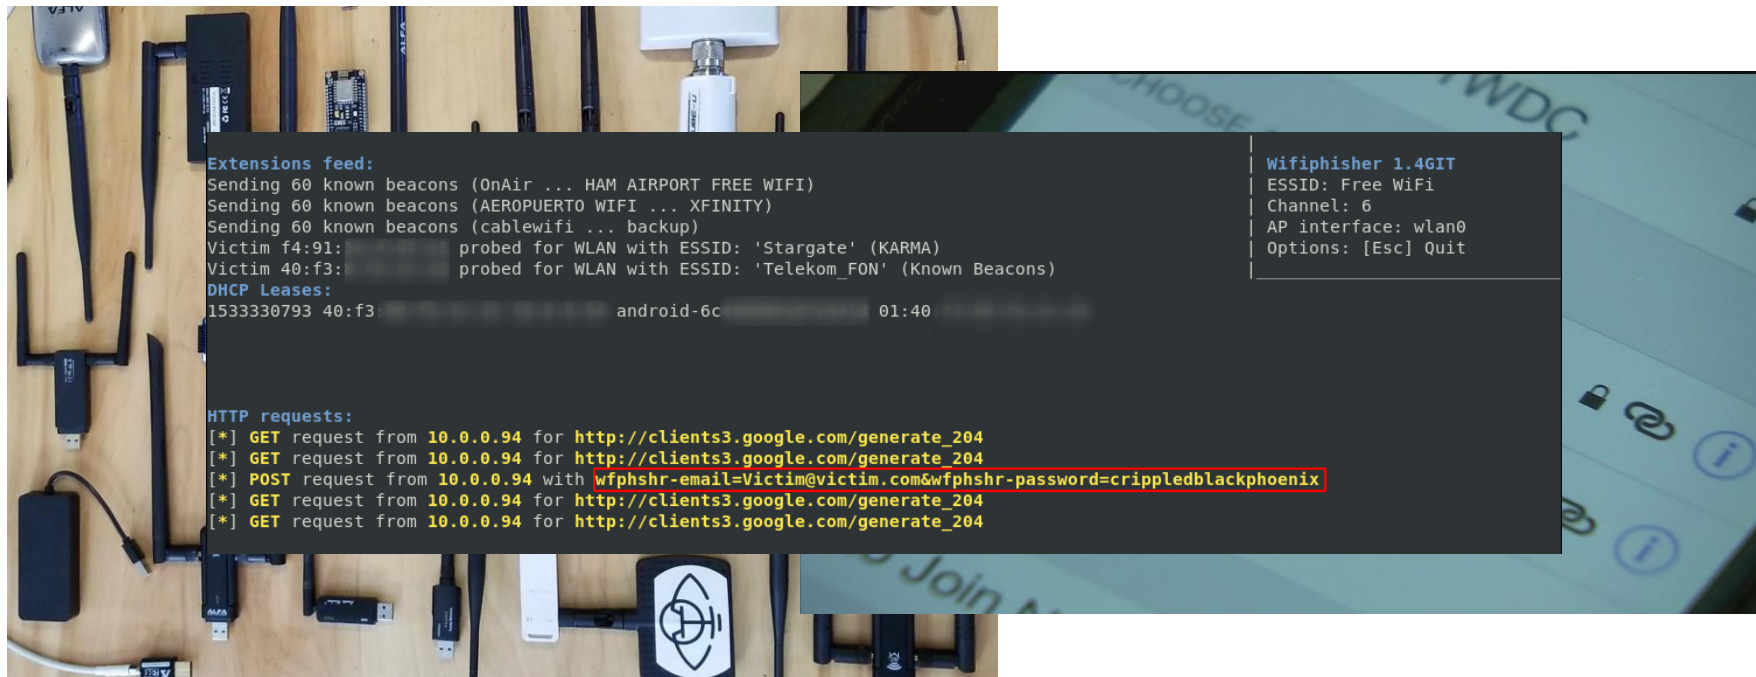 ALFA
ALFA
CUBE-U
CHOOSE
TWDC
Extensions feed:
Sending 60 known beacons (OnAir ... HAM AIRPORT FREE WIFI)
Sending 60 known beacons (AEROPUERTO WIFI ... XFINITY)
Sending 60 known beacons (cablewifi ... backup)
Victim f4:91: probed for WLAN with ESSID: 'Stargate' (KARMA)
Victim 40:f3: probed for WLAN with ESSID: 'Telekom_FON' (Known Beacons)
DHCP Leases:
1533330793 40:f3 android-6c 01:40
Wifiphisher 1.4GIT
ESSID: Free WiFi
Channel: 6
AP interface: wlan0
Options: [Esc] Quit
HTTP requests:
[*] GET request from 10.0.0.94 for http://clients3.google.com/generate_204
[*] GET request from 10.0.0.94 for http://clients3.google.com/generate_204
[*] POST request from 10.0.0.94 with wfphshr-email=Victim@victim.com&wfphshr-password=crippledblackphoenix
[*] GET request from 10.0.0.94 for http://clients3.google.com/generate_204
[*] GET request from 10.0.0.94 for http://clients3.google.com/generate_204
ALFA
Join